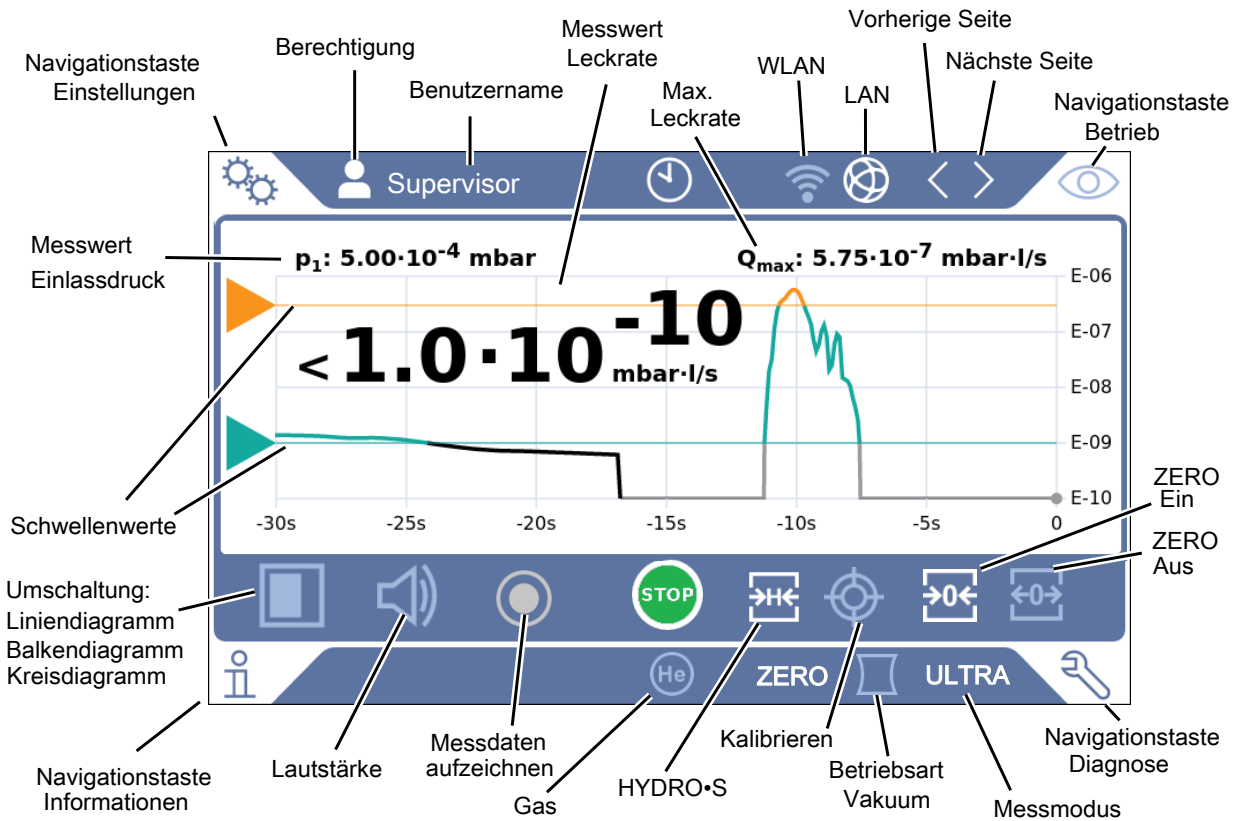 Vorherige Seite
Messwert
Leckrate
Berechtigung
Navigationstaste
Einstellungen
WLAN
Nächste Seite
Benutzername
Max.
Leckrate
LAN
Navigationstaste
Betrieb
Supervisor
Messwert
Einlassdruck
p1: 5.00·10-4 mbar
Qmax: 5.75·10-7 mbar·l/s
E-06
<1.0·10-10 mbar·l/s
E-07
E-08
E-09
E-10
Schwellenwerte
-30s -25s -20s -15s -10s -5s 0
ZERO
Ein
ZERO
Aus
Umschaltung:
Liniendiagramm
Balkendiagramm
Kreisdiagramm
STOP
H
0
0
He ZERO ULTRA
Navigationstaste
Informationen
Lautstärke
Messdaten
aufzeichnen
Gas
HYDRO•S
Kalibrieren
Betriebsart
Vakuum
Messmodus
Navigationstaste
Diagnose